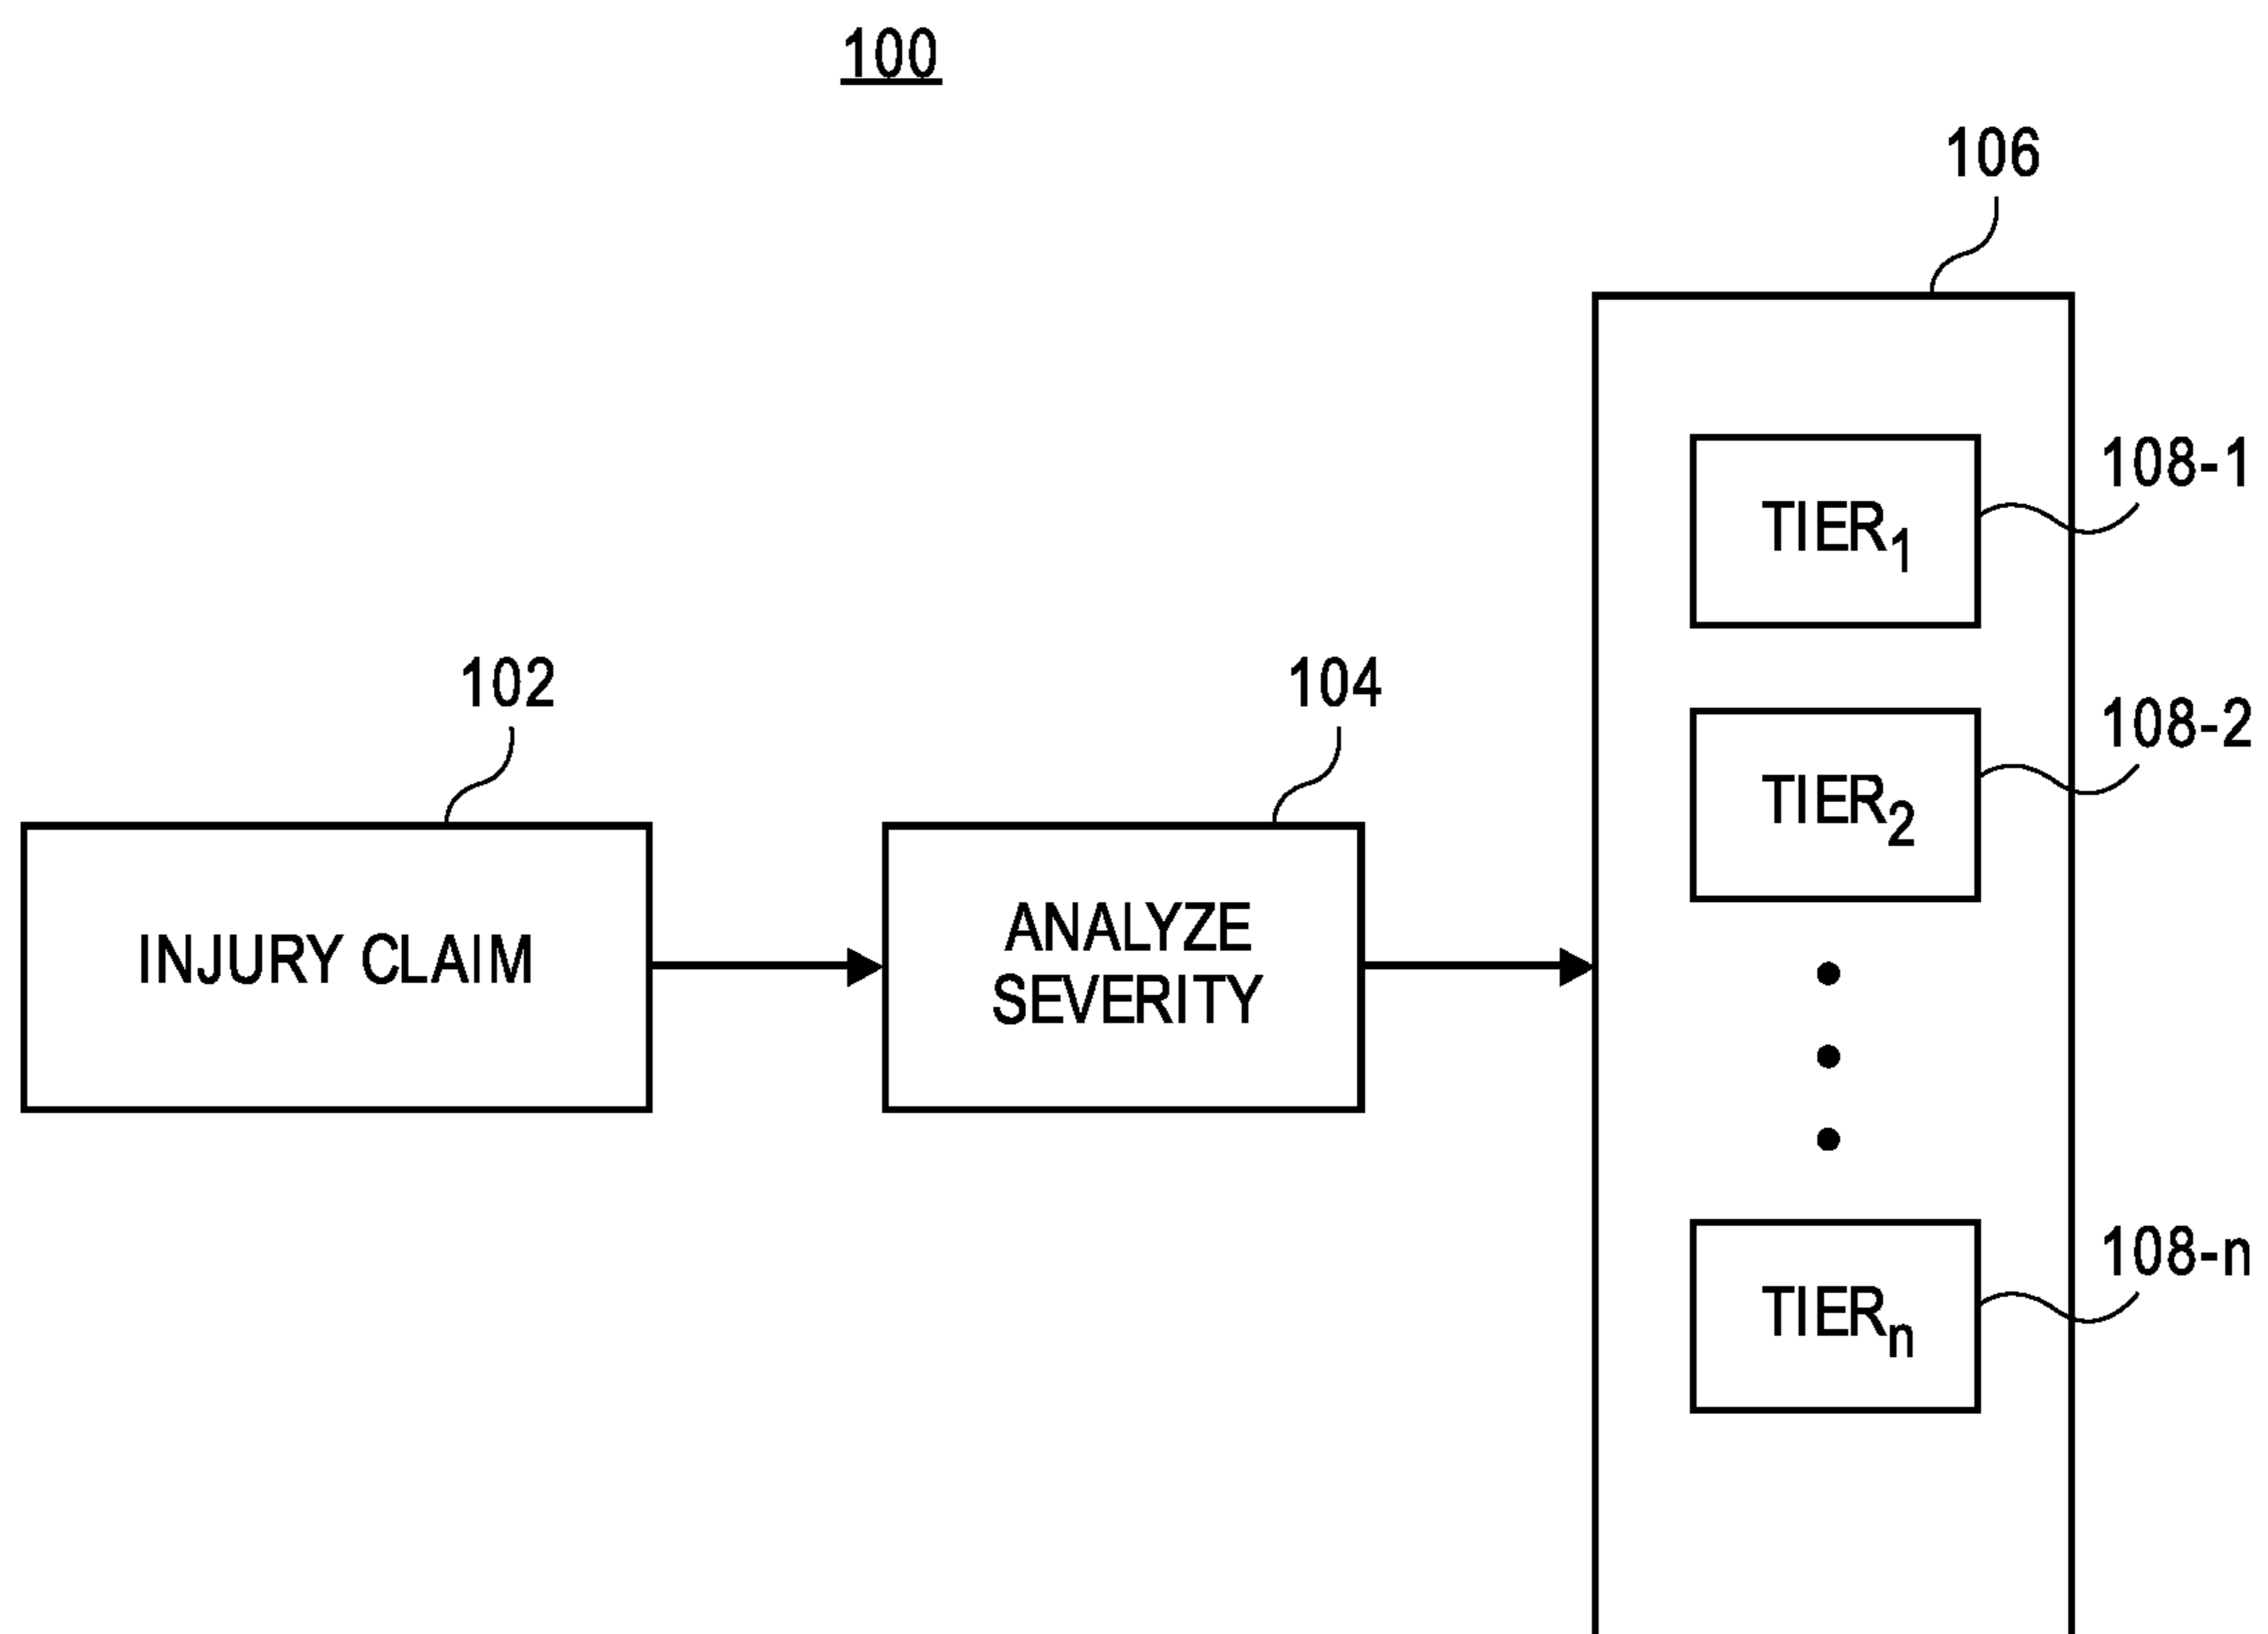 100
106
108-1
TIER1
102
104
108-2
TIER2
INJURY CLAIM
ANALYZE
SEVERITY
108-n
TIERn